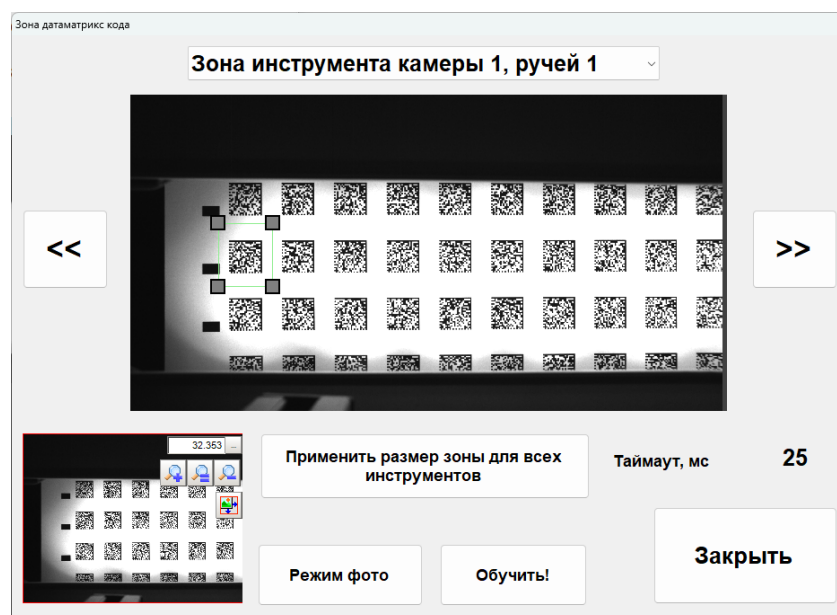 Зона датаматрикс кода
Зона инструмента камеры 1, ручей 1
<<
>>
32.353
Применить размер зоны для всех
инструментов
Таймаут, мс
25
Режим фото
Обучить!
Закрыть